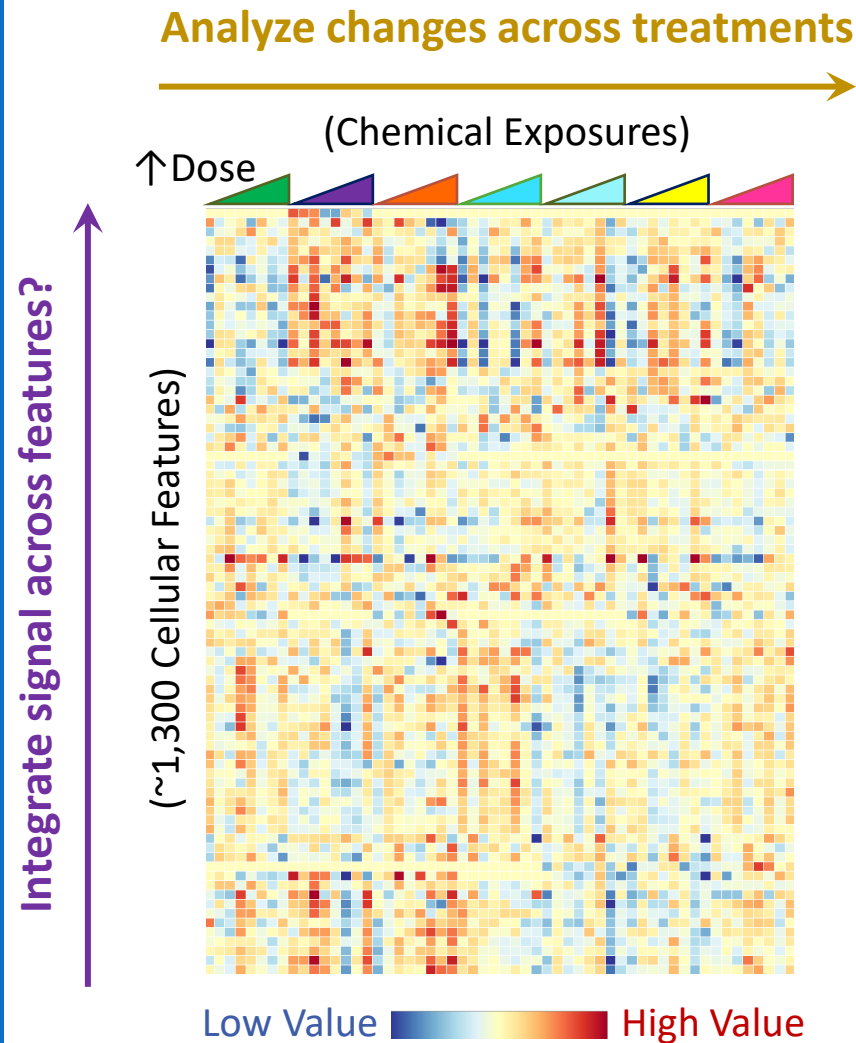 Analyze changes across treatments
(Chemical Exposures)
↑Dose
Integrate signal across features?
(~1,300 Cellular Features)
Low Value
High Value